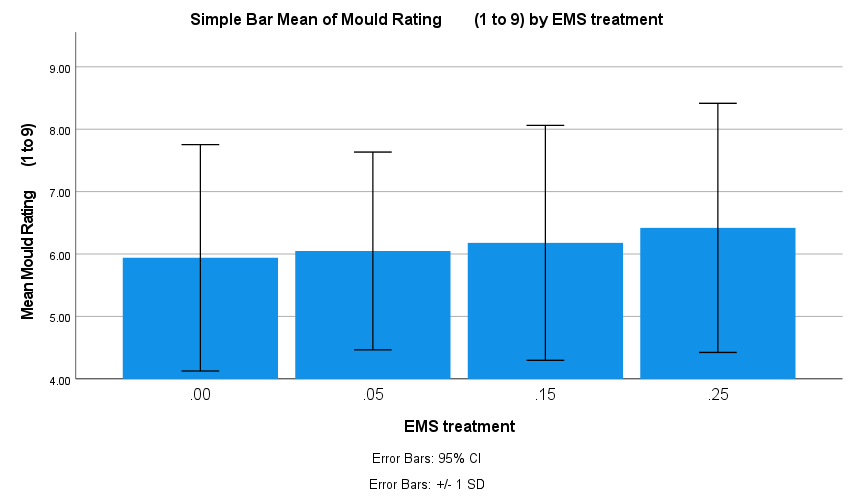 Simple Bar Mean of Mould Rating (1 to 9) by EMS treatment
Mean Mould Rating (1 to 9)
9.00
8.00
7.00
6.00
5.00
4.00
.00 .05 .15 .25
EMS treatment
Error Bars: 95% CI
Error Bars: +/- 1 SD